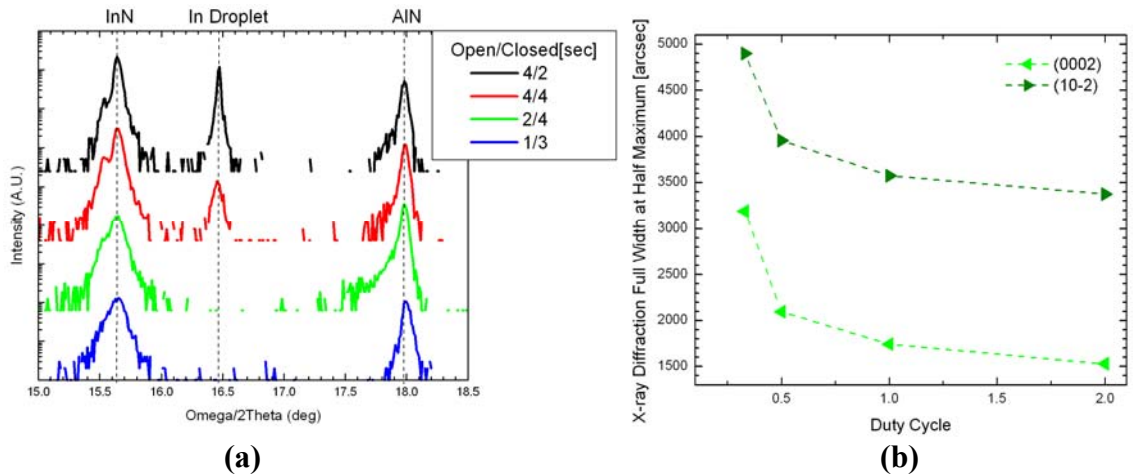 InN In Droplet AlN
Open/Closed[sec]
4/2
4/4
2/4
1/3
Intensity (A.U.)
15.0 15.5 16.0 16.5 17.0 17.5 18.0 18.5
Omega/2Theta (deg)
(a)
X-ray Diffraction Full Width at Half Maximum [arcsec]
5000
4500
4000
3500
3000
2500
2000
1500
(0002)
(10-2)
0.5 1.0 1.5 2.0
Duty Cycle
(b)